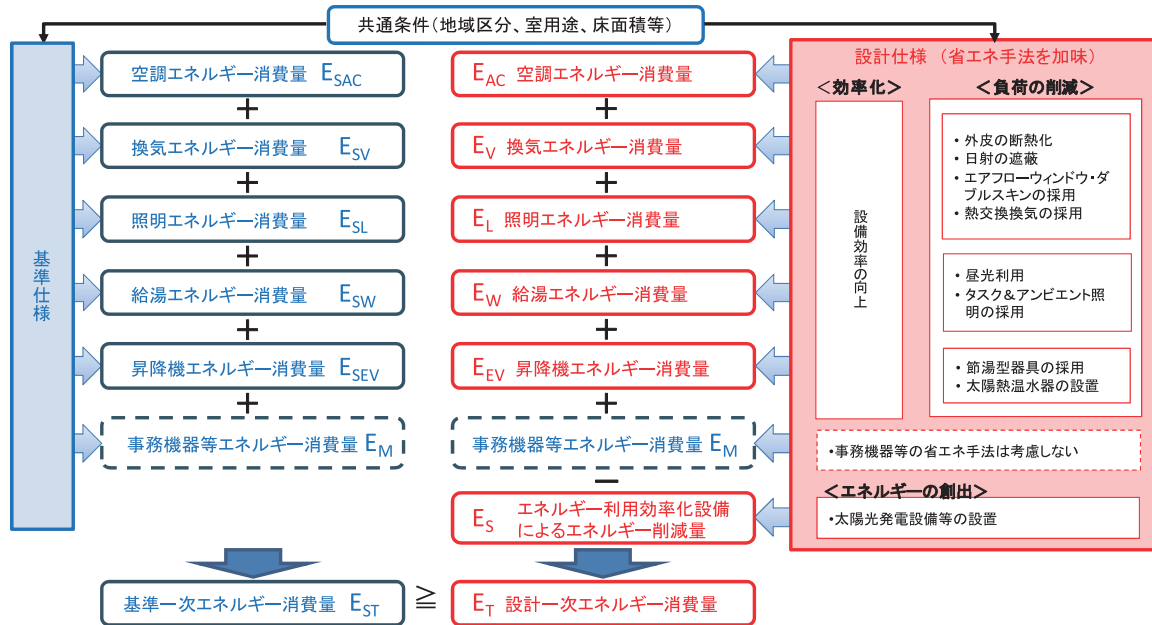 共通条件(地域区分、室用途、床面積等)
基準仕様
空調エネルギー消費量 E_SAC
+
換気エネルギー消費量 E_SV
+
照明エネルギー消費量 E_SL
+
給湯エネルギー消費量 E_SW
+
昇降機エネルギー消費量 E_SEV
+
事務機器等エネルギー消費量 E_M
基準一次エネルギー消費量 E_ST
≧
E_AC 空調エネルギー消費量
+
E_V 換気エネルギー消費量
+
E_L 照明エネルギー消費量
+
E_W 給湯エネルギー消費量
+
E_EV 昇降機エネルギー消費量
+
事務機器等エネルギー消費量 E_M
−
E_S エネルギー利用効率化設備
によるエネルギー削減量
E_T 設計一次エネルギー消費量
設計仕様 (省エネ手法を加味)
<効率化>
設備効率の向上
<負荷の削減>
・外皮の断熱化
・日射の遮蔽
・エアフローウィンドウ・ダ
ブルスキンの採用
・熱交換換気の採用
・昼光利用
・タスク&アンビエント照
明の採用
・節湯型器具の採用
・太陽熱温水器の設置
・事務機器等の省エネ手法は考慮しない
<エネルギーの創出>
・太陽光発電設備等の設置